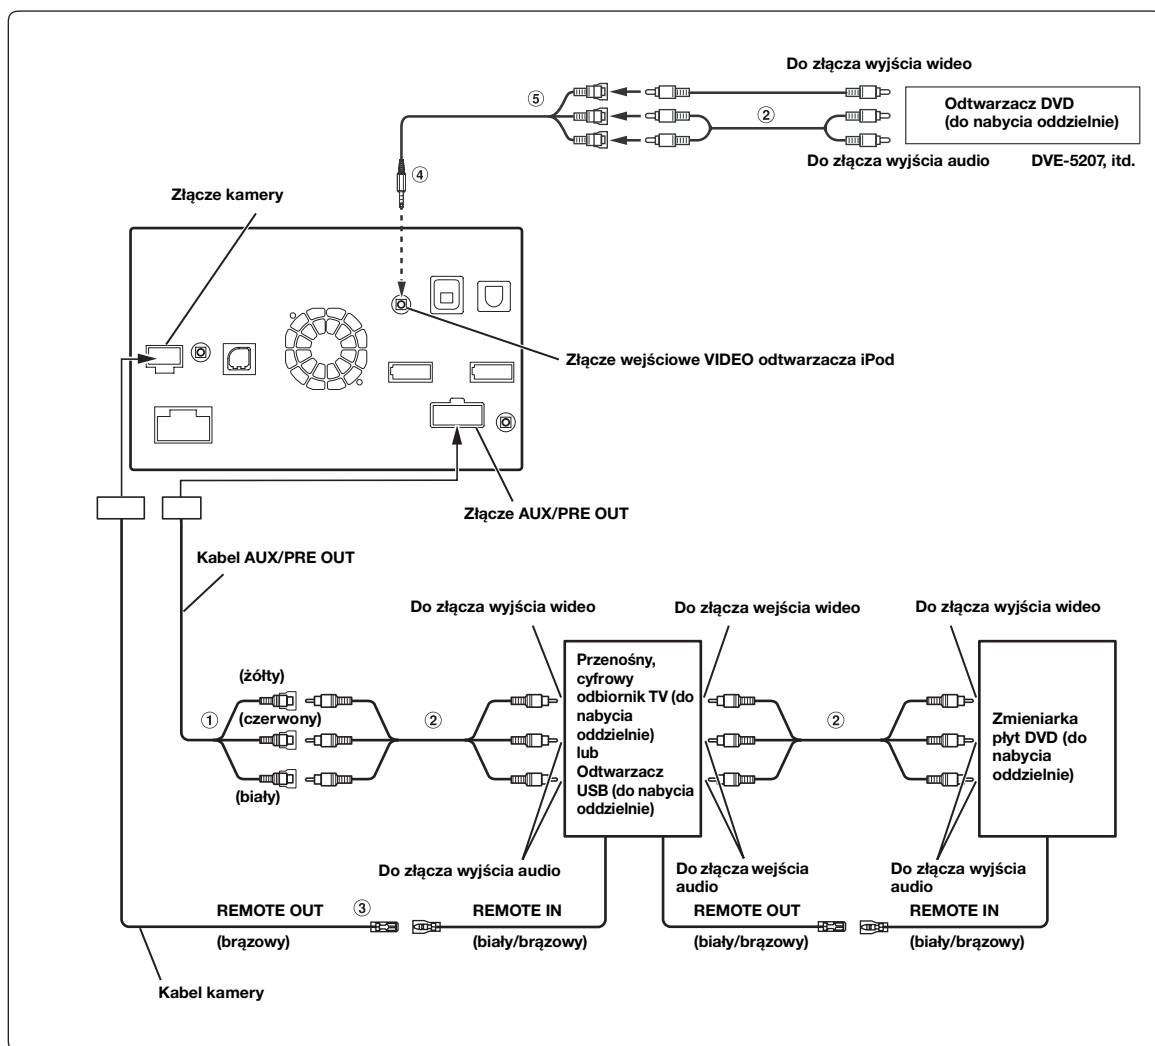 Do złącza wyjścia wideo
⑤
②
Odtwarzacz DVD
(do nabycia oddzielnie)
Do złącza wyjścia audio
DVE-5207, itd.
④
Złącze kamery
Złącze wejściowe VIDEO odtwarzacza iPod
Złącze AUX/PRE OUT
Kabel AUX/PRE OUT
Do złącza wyjścia wideo
Do złącza wejścia wideo
Do złącza wyjścia wideo
(żółty)
(czerwony)
(biały)
①
②
Przenośny,
cyfrowy
odbiornik TV (do
nabycia
oddzielnie)
lub
Odtwarzacz
USB (do nabycia
oddzielnie)
②
Zmieniarka
płyt DVD (do
nabycia
oddzielnie)
Do złącza wyjścia audio
Do złącza wejścia
audio
Do złącza wyjścia
audio
REMOTE OUT
③
(brązowy)
REMOTE IN
(biały/brązowy)
REMOTE OUT
(biały/brązowy)
REMOTE IN
(biały/brązowy)
Kabel kamery